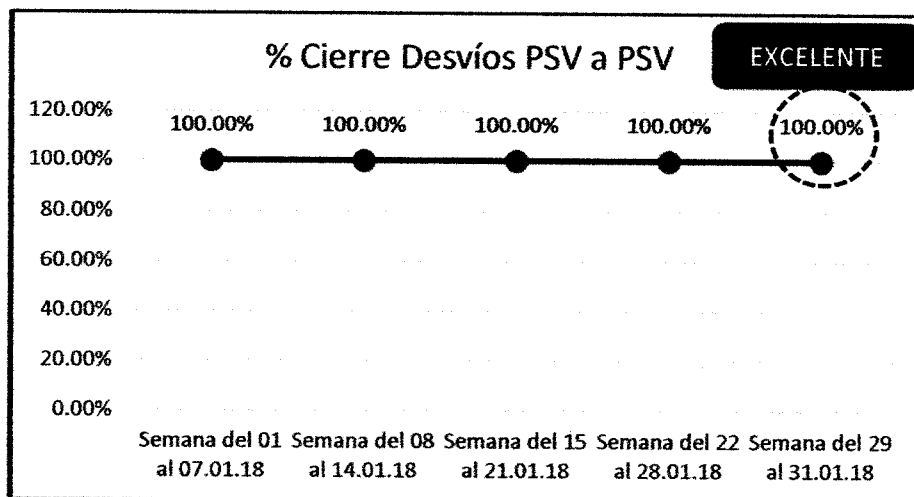 % Cierre Desvíos PSV a PSV
EXCELENTE
120.00%
100.00%
80.00%
60.00%
40.00%
20.00%
0.00%
100.00% 100.00% 100.00% 100.00% 100.00%
Semana del 01 Semana del 08 Semana del 15 Semana del 22 Semana del 29
al 07.01.18 al 14.01.18 al 21.01.18 al 28.01.18 al 31.01.18